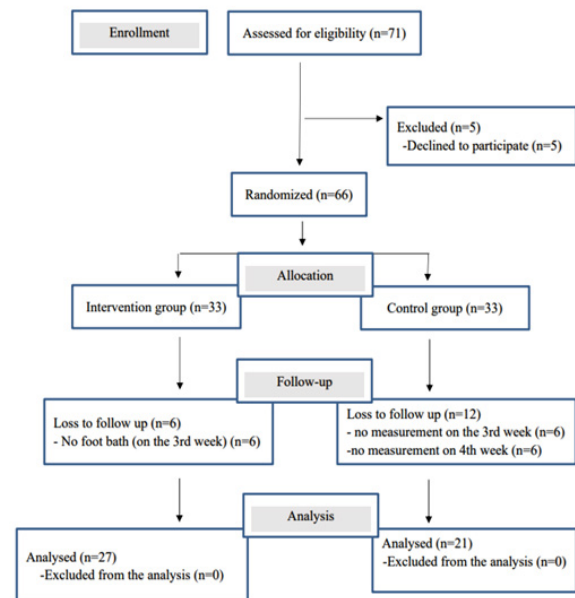 Enrollment
Assessed for eligibility (n=71)
Excluded (n=5)
-Declined to participate (n=5)
Randomized (n=66)
Allocation
Intervention group (n=33)
Control group (n=33)
Follow-up
Loss to follow up (n=6)
- No foot bath (on the 3rd week) (n=6)
Loss to follow up (n=12)
- no measurement on the 3rd week (n=6)
-no measurement on 4th week (n=6)
Analysis
Analysed (n=27)
-Excluded from the analysis (n=0)
Analysed (n=21)
-Excluded from the analysis (n=0)